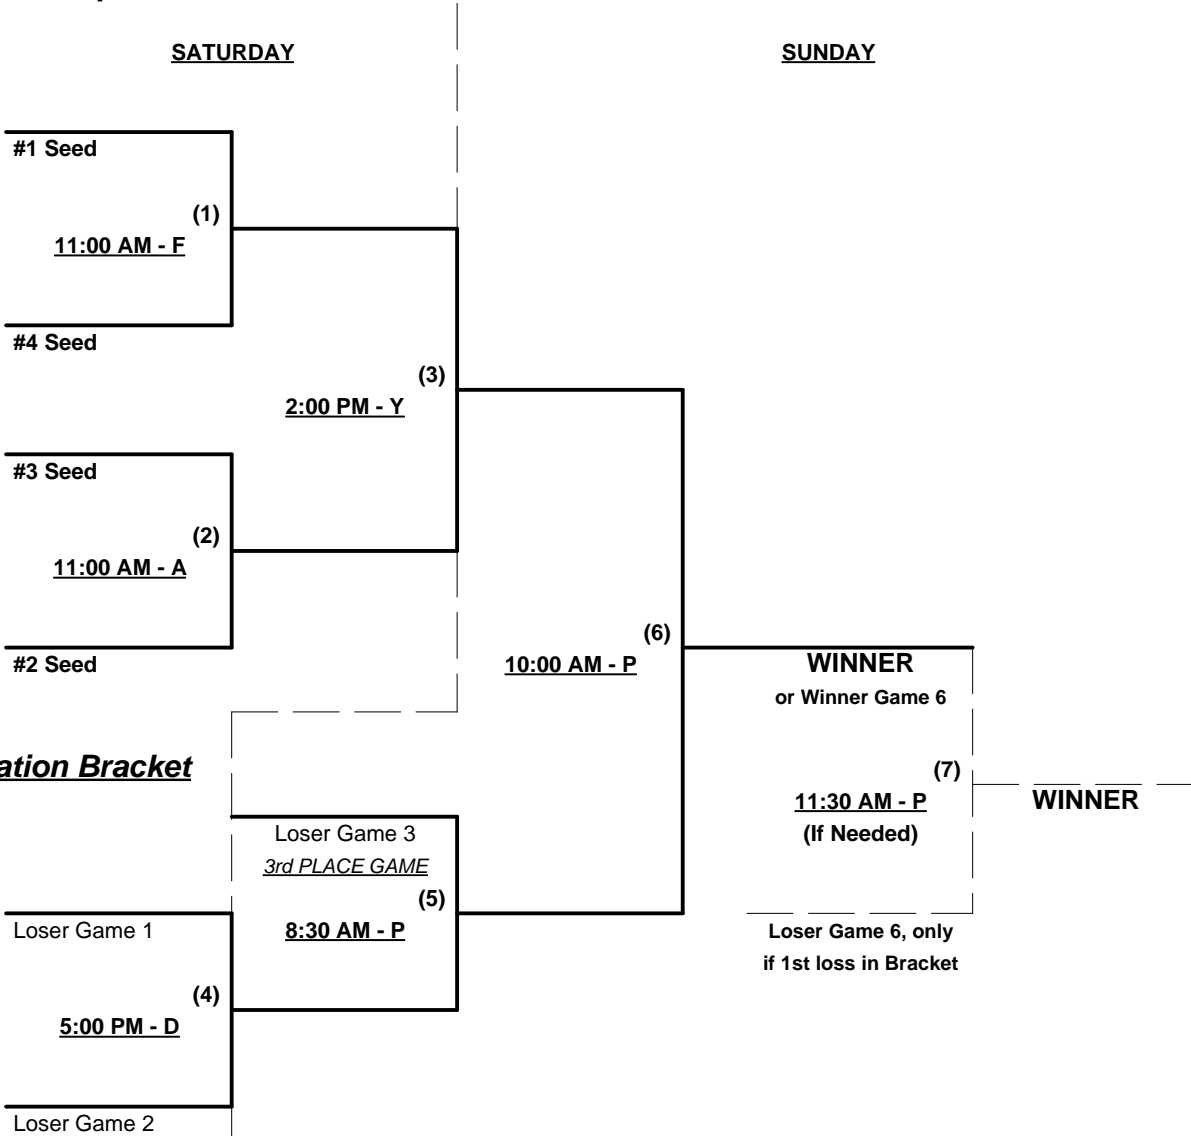 SATURDAY
SUNDAY
#1 Seed
(1)
11:00 AM - F
#4 Seed
(3)
2:00 PM - Y
#3 Seed
(2)
11:00 AM - A
#2 Seed
(6)
10:00 AM - P
WINNER
or Winner Game 6
ation Bracket
(7)
11:30 AM - P
WINNER
(If Needed)
Loser Game 3
3rd PLACE GAME
(5)
8:30 AM - P
Loser Game 1
Loser Game 6, only
if 1st loss in Bracket
(4)
5:00 PM - D
Loser Game 2